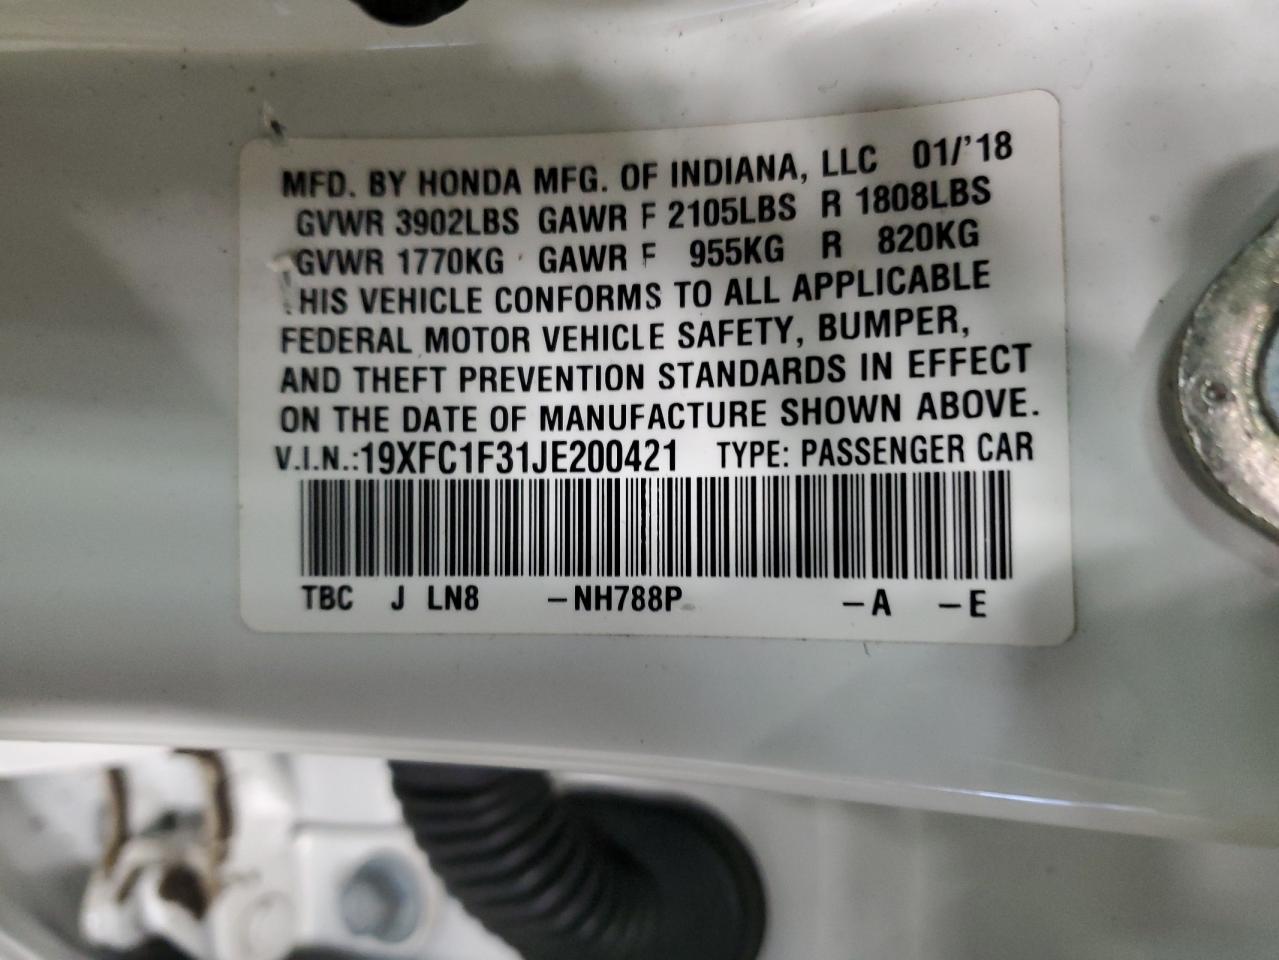 MFD. BY HONDA MFG. OF INDIANA, LLC 01/'18
GVWR 3902LBS GAWR F 2105LBS R 1808LBS
GVWR 1770KG GAWR F 955KG R 820KG
HIS VEHICLE CONFORMS TO ALL APPLICABLE
FEDERAL MOTOR VEHICLE SAFETY, BUMPER,
AND THEFT PREVENTION STANDARDS IN EFFECT
ON THE DATE OF MANUFACTURE SHOWN ABOVE.
V.I.N.:19XFC1F31JE200421 TYPE: PASSENGER CAR
TBC J LN8 -NH788P -A -E